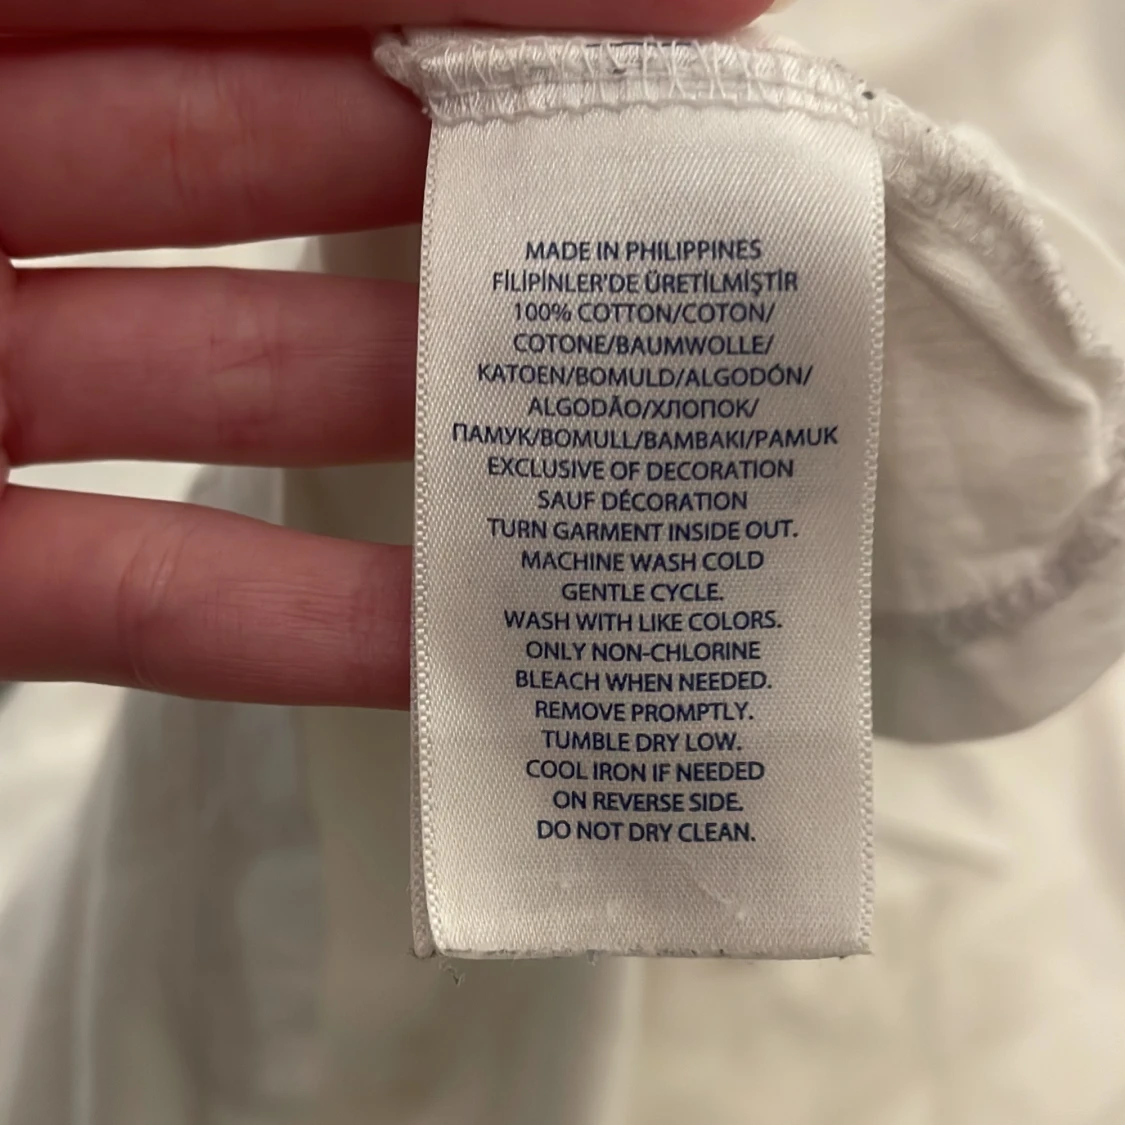 MADE IN PHILIPPINES
FİLİPİNLER'DE ÜRETİLMİŞTİR
100% COTTON/COTON/
COTONE/BAUMWOLLE/
KATOEN/BOMULD/ALGODÓN/
ALGODÃO/ХЛОПОК/
ПАМУК/BOMULL/BAMBAKI/PAMUK
EXCLUSIVE OF DECORATION
SAUF DÉCORATION
TURN GARMENT INSIDE OUT.
MACHINE WASH COLD
GENTLE CYCLE.
WASH WITH LIKE COLORS.
ONLY NON-CHLORINE
BLEACH WHEN NEEDED.
REMOVE PROMPTLY.
TUMBLE DRY LOW.
COOL IRON IF NEEDED
ON REVERSE SIDE.
DO NOT DRY CLEAN.